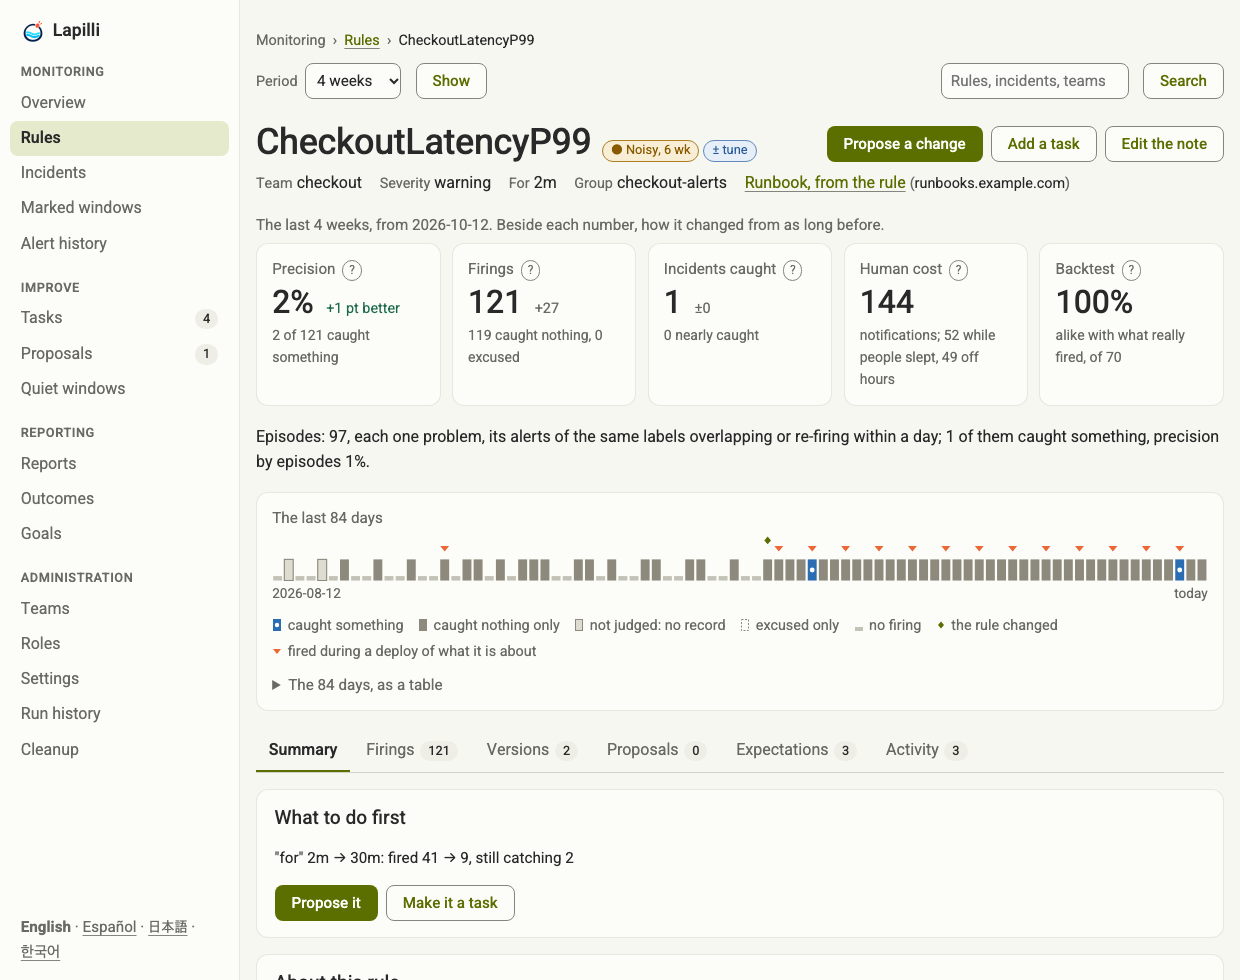 Lapilli
MONITORING
Overview
Rules
Incidents
Marked windows
Alert history
IMPROVE
Tasks 4
Proposals 1
Quiet windows
REPORTING
Reports
Outcomes
Goals
ADMINISTRATION
Teams
Roles
Settings
Run history
Cleanup
English · Español · 日本語 ·
한국어
Monitoring › Rules › CheckoutLatencyP99
Period 4 weeks Show Rules, incidents, teams Search
CheckoutLatencyP99 Noisy, 6 wk ± tune Propose a change Add a task Edit the note
Team checkout Severity warning For 2m Group checkout-alerts Runbook, from the rule (runbooks.example.com)
The last 4 weeks, from 2026-10-12. Beside each number, how it changed from as long before.
Precision ?
2% +1 pt better
2 of 121 caught
something
Firings ?
121 +27
119 caught nothing, 0
excused
Incidents caught ?
1 ±0
0 nearly caught
Human cost ?
144
notifications; 52 while
people slept, 49 off
hours
Backtest ?
100%
alike with what really
fired, of 70
Episodes: 97, each one problem, its alerts of the same labels overlapping or re-firing within a day; 1 of them caught something, precision
by episodes 1%.
The last 84 days
2026-08-12 today
caught something caught nothing only not judged: no record excused only no firing the rule changed
fired during a deploy of what it is about
The 84 days, as a table
Summary Firings 121 Versions 2 Proposals 0 Expectations 3 Activity 3
What to do first
"for" 2m → 30m: fired 41 → 9, still catching 2
Propose it Make it a task
About this rule